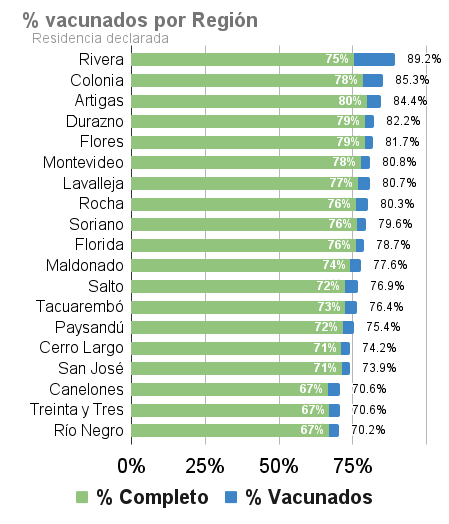 % vacunados por Región
Residencia declarada
Rivera 75% 89.2%
Colonia 78% 85.3%
Artigas 80% 84.4%
Durazno 79% 82.2%
Flores 79% 81.7%
Montevideo 78% 80.8%
Lavalleja 77% 80.7%
Rocha 76% 80.3%
Soriano 76% 79.6%
Florida 76% 78.7%
Maldonado 74% 77.6%
Salto 72% 76.9%
Tacuarembó 73% 76.4%
Paysandú 72% 75.4%
Cerro Largo 71% 74.2%
San José 71% 73.9%
Canelones 67% 70.6%
Treinta y Tres 67% 70.6%
Río Negro 67% 70.2%
0% 25% 50% 75%
% Completo % Vacunados